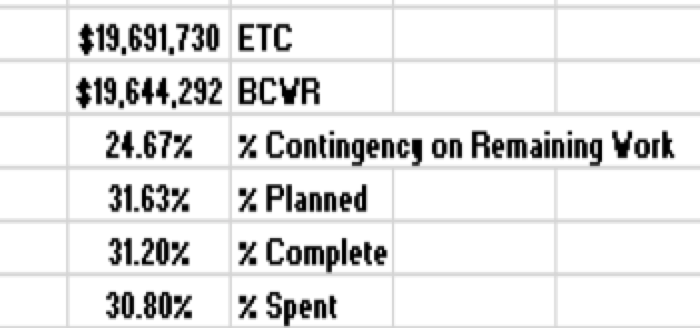 $19,691,730 ETC
$19,644,292 BCWR
24.67% % Contingency on Remaining Work
31.63% % Planned
31.20% % Complete
30.80% % Spent